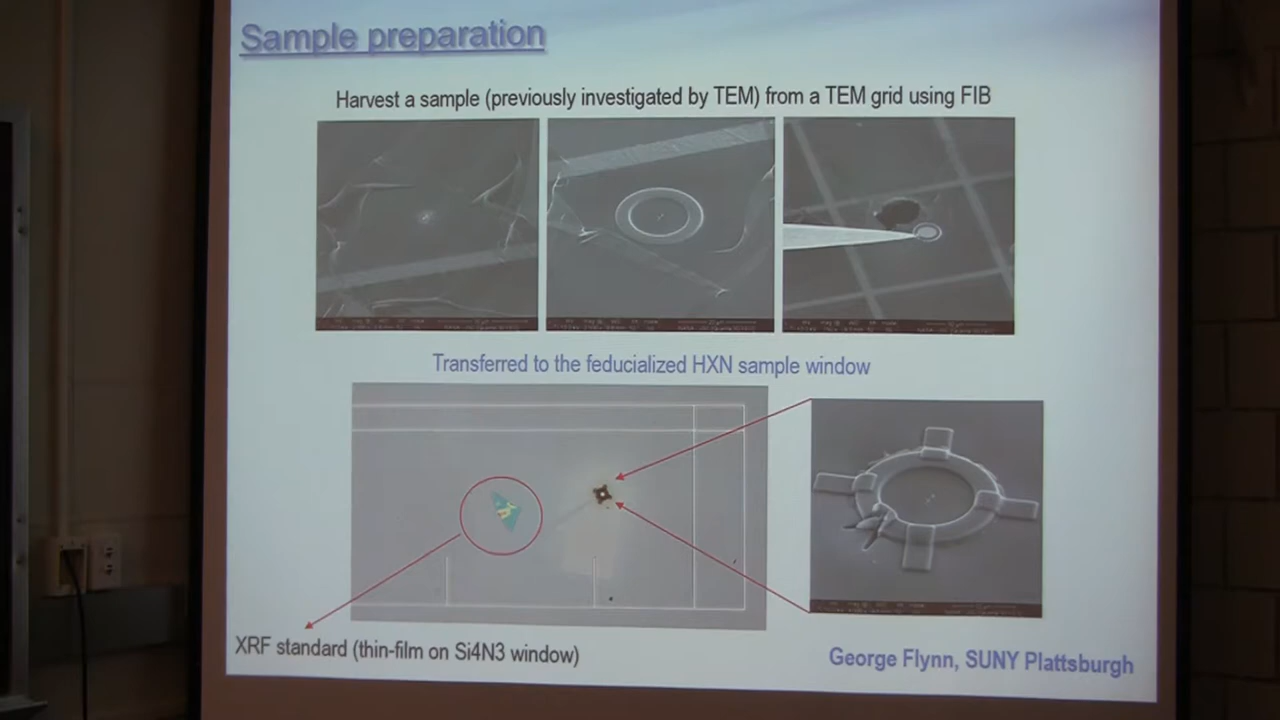 Sample preparation
Harvest a sample (previously investigated by TEM) from a TEM grid using FIB
Transferred to the feducialized HXN sample window
XRF standard (thin-film on Si4N3 window)
George Flynn, SUNY Plattsburgh